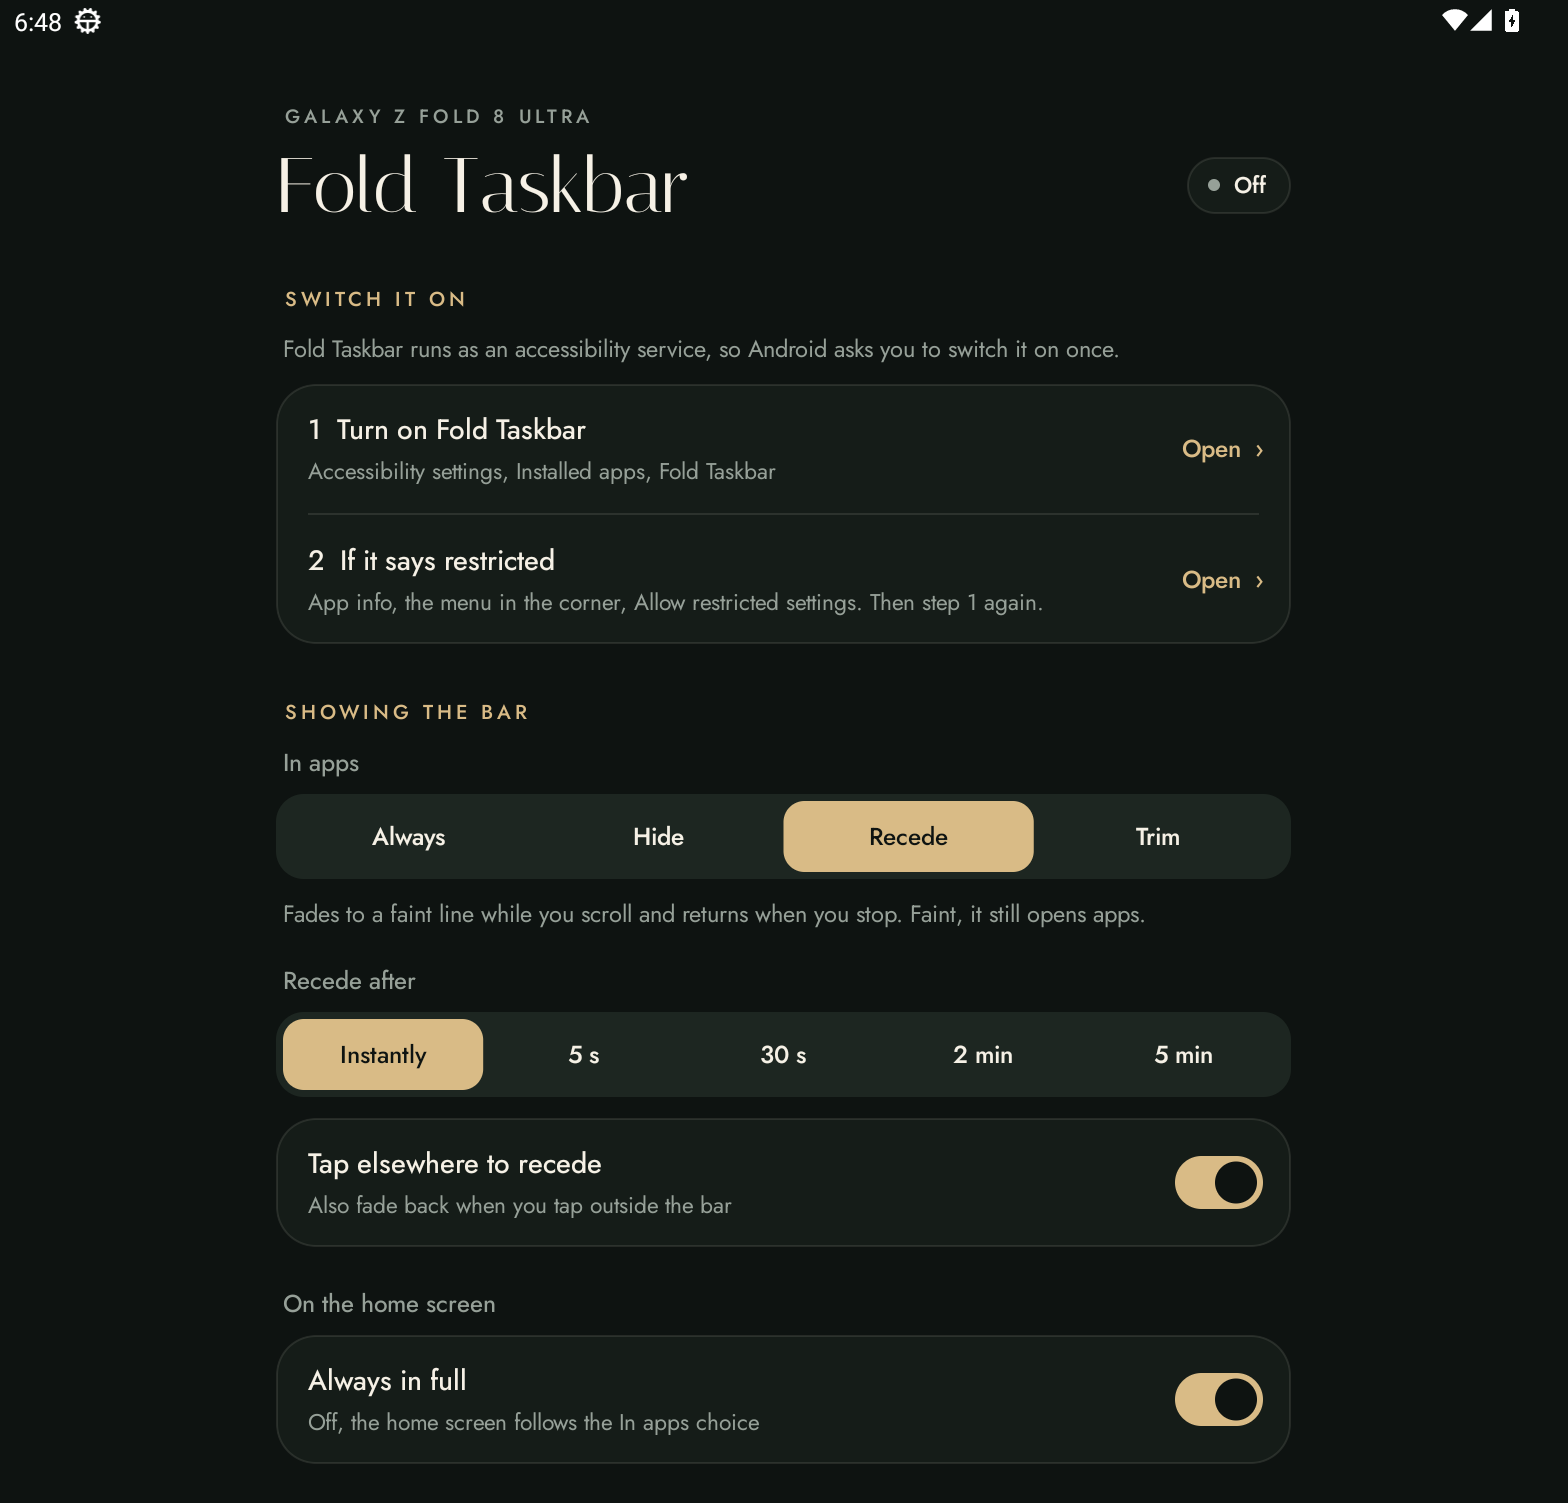 6:48
GALAXY Z FOLD 8 ULTRA
Fold Taskbar
Off
SWITCH IT ON
Fold Taskbar runs as an accessibility service, so Android asks you to switch it on once.
1 Turn on Fold Taskbar
Accessibility settings, Installed apps, Fold Taskbar
Open ›
2 If it says restricted
App info, the menu in the corner, Allow restricted settings. Then step 1 again.
Open ›
SHOWING THE BAR
In apps
Always Hide Recede Trim
Fades to a faint line while you scroll and returns when you stop. Faint, it still opens apps.
Recede after
Instantly 5 s 30 s 2 min 5 min
Tap elsewhere to recede
Also fade back when you tap outside the bar
On the home screen
Always in full
Off, the home screen follows the In apps choice